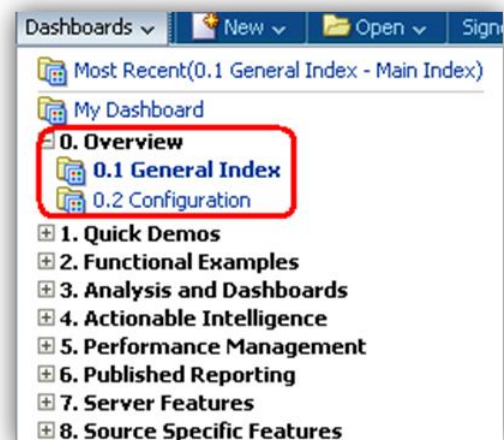 Dashboards New Open
Most Recent(0.1 General Index - Main Index)
My Dashboard
0. Overview
0.1 General Index
0.2 Configuration
1. Quick Demos
2. Functional Examples
3. Analysis and Dashboards
4. Actionable Intelligence
5. Performance Management
6. Published Reporting
7. Server Features
8. Source Specific Features